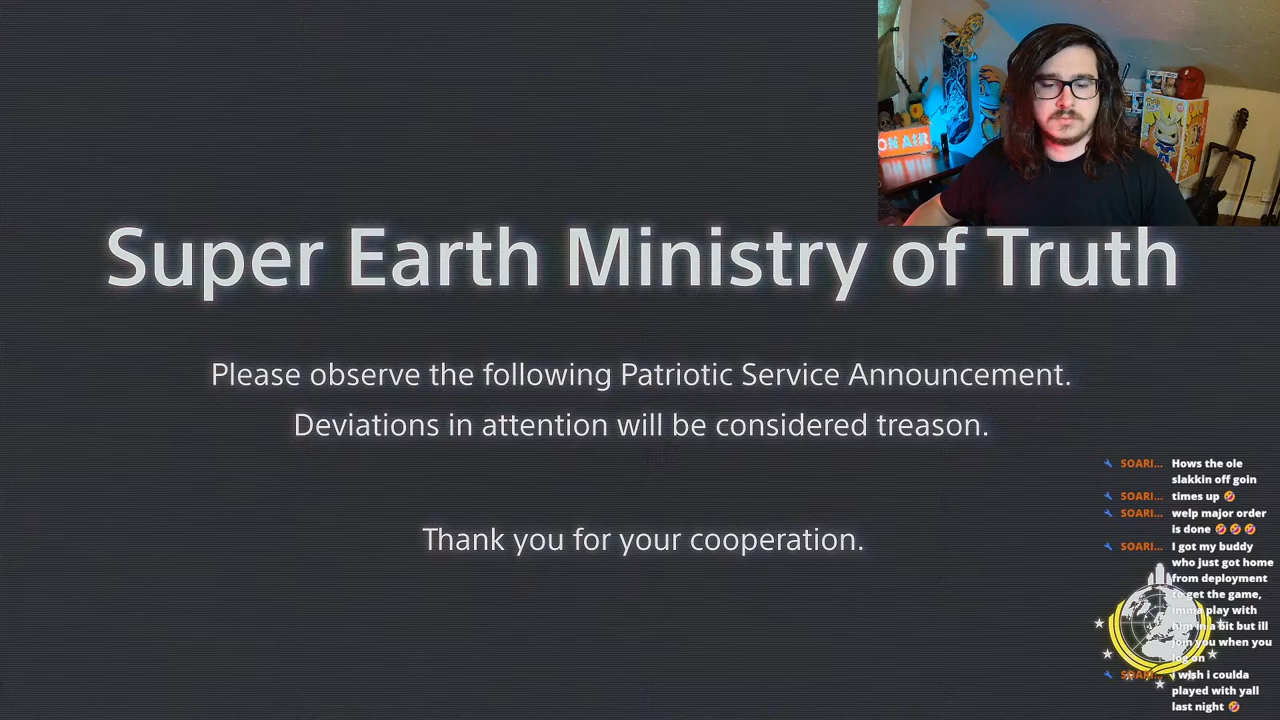 ON AIR
Super Earth Ministry of Truth
Please observe the following Patriotic Service Announcement.
Deviations in attention will be considered treason.
Thank you for your cooperation.
SOARI... Hows the ole
slakkin off goin
SOARI... times up 🤣
SOARI... welp major order
is done 🤣🤣🤣
SOARI... I got my buddy
who just got home
from deployment
to get the game,
imma play with
him in a bit but ill
join you when you
log on
SOARI... i wish i coulda
played with yall
last night 🤣